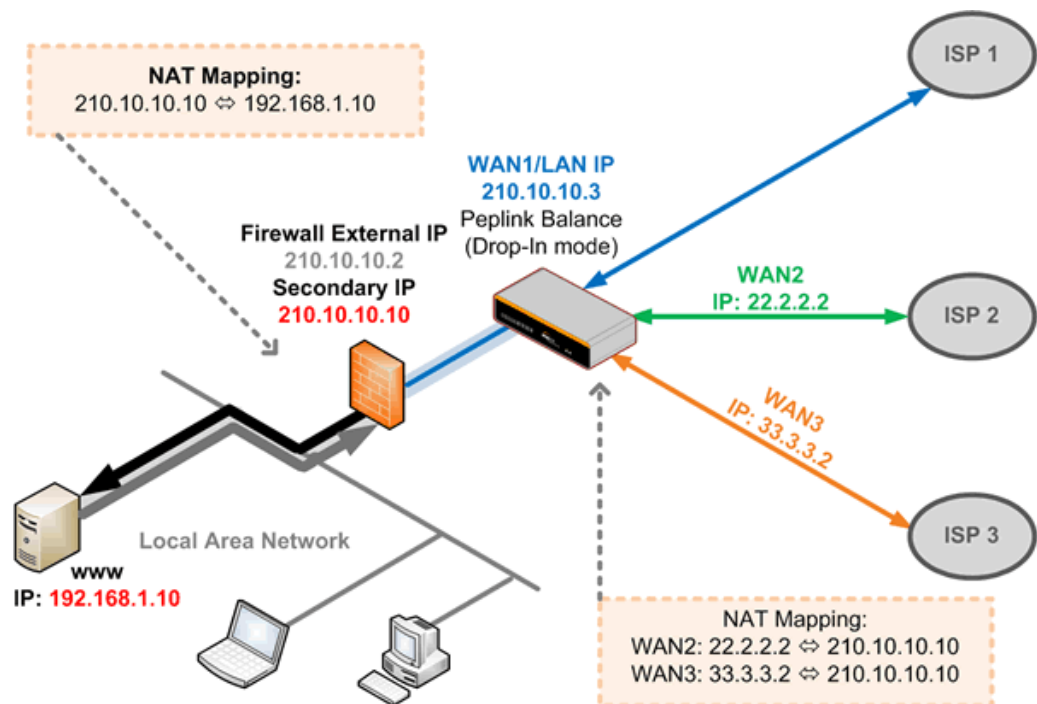 NAT Mapping:
210.10.10.10 ⇔ 192.168.1.10
ISP 1
WAN1/LAN IP
210.10.10.3
Peplink Balance
(Drop-In mode)
Firewall External IP
210.10.10.2
Secondary IP
210.10.10.10
WAN2
IP: 22.2.2.2
ISP 2
WAN3
IP: 33.3.3.2
ISP 3
Local Area Network
www
IP: 192.168.1.10
NAT Mapping:
WAN2: 22.2.2.2 ⇔ 210.10.10.10
WAN3: 33.3.3.2 ⇔ 210.10.10.10